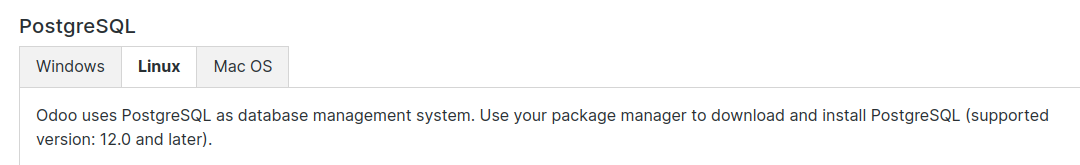 PostgreSQL
Windows Linux Mac OS
Odoo uses PostgreSQL as database management system. Use your package manager to download and install PostgreSQL (supported
version: 12.0 and later).